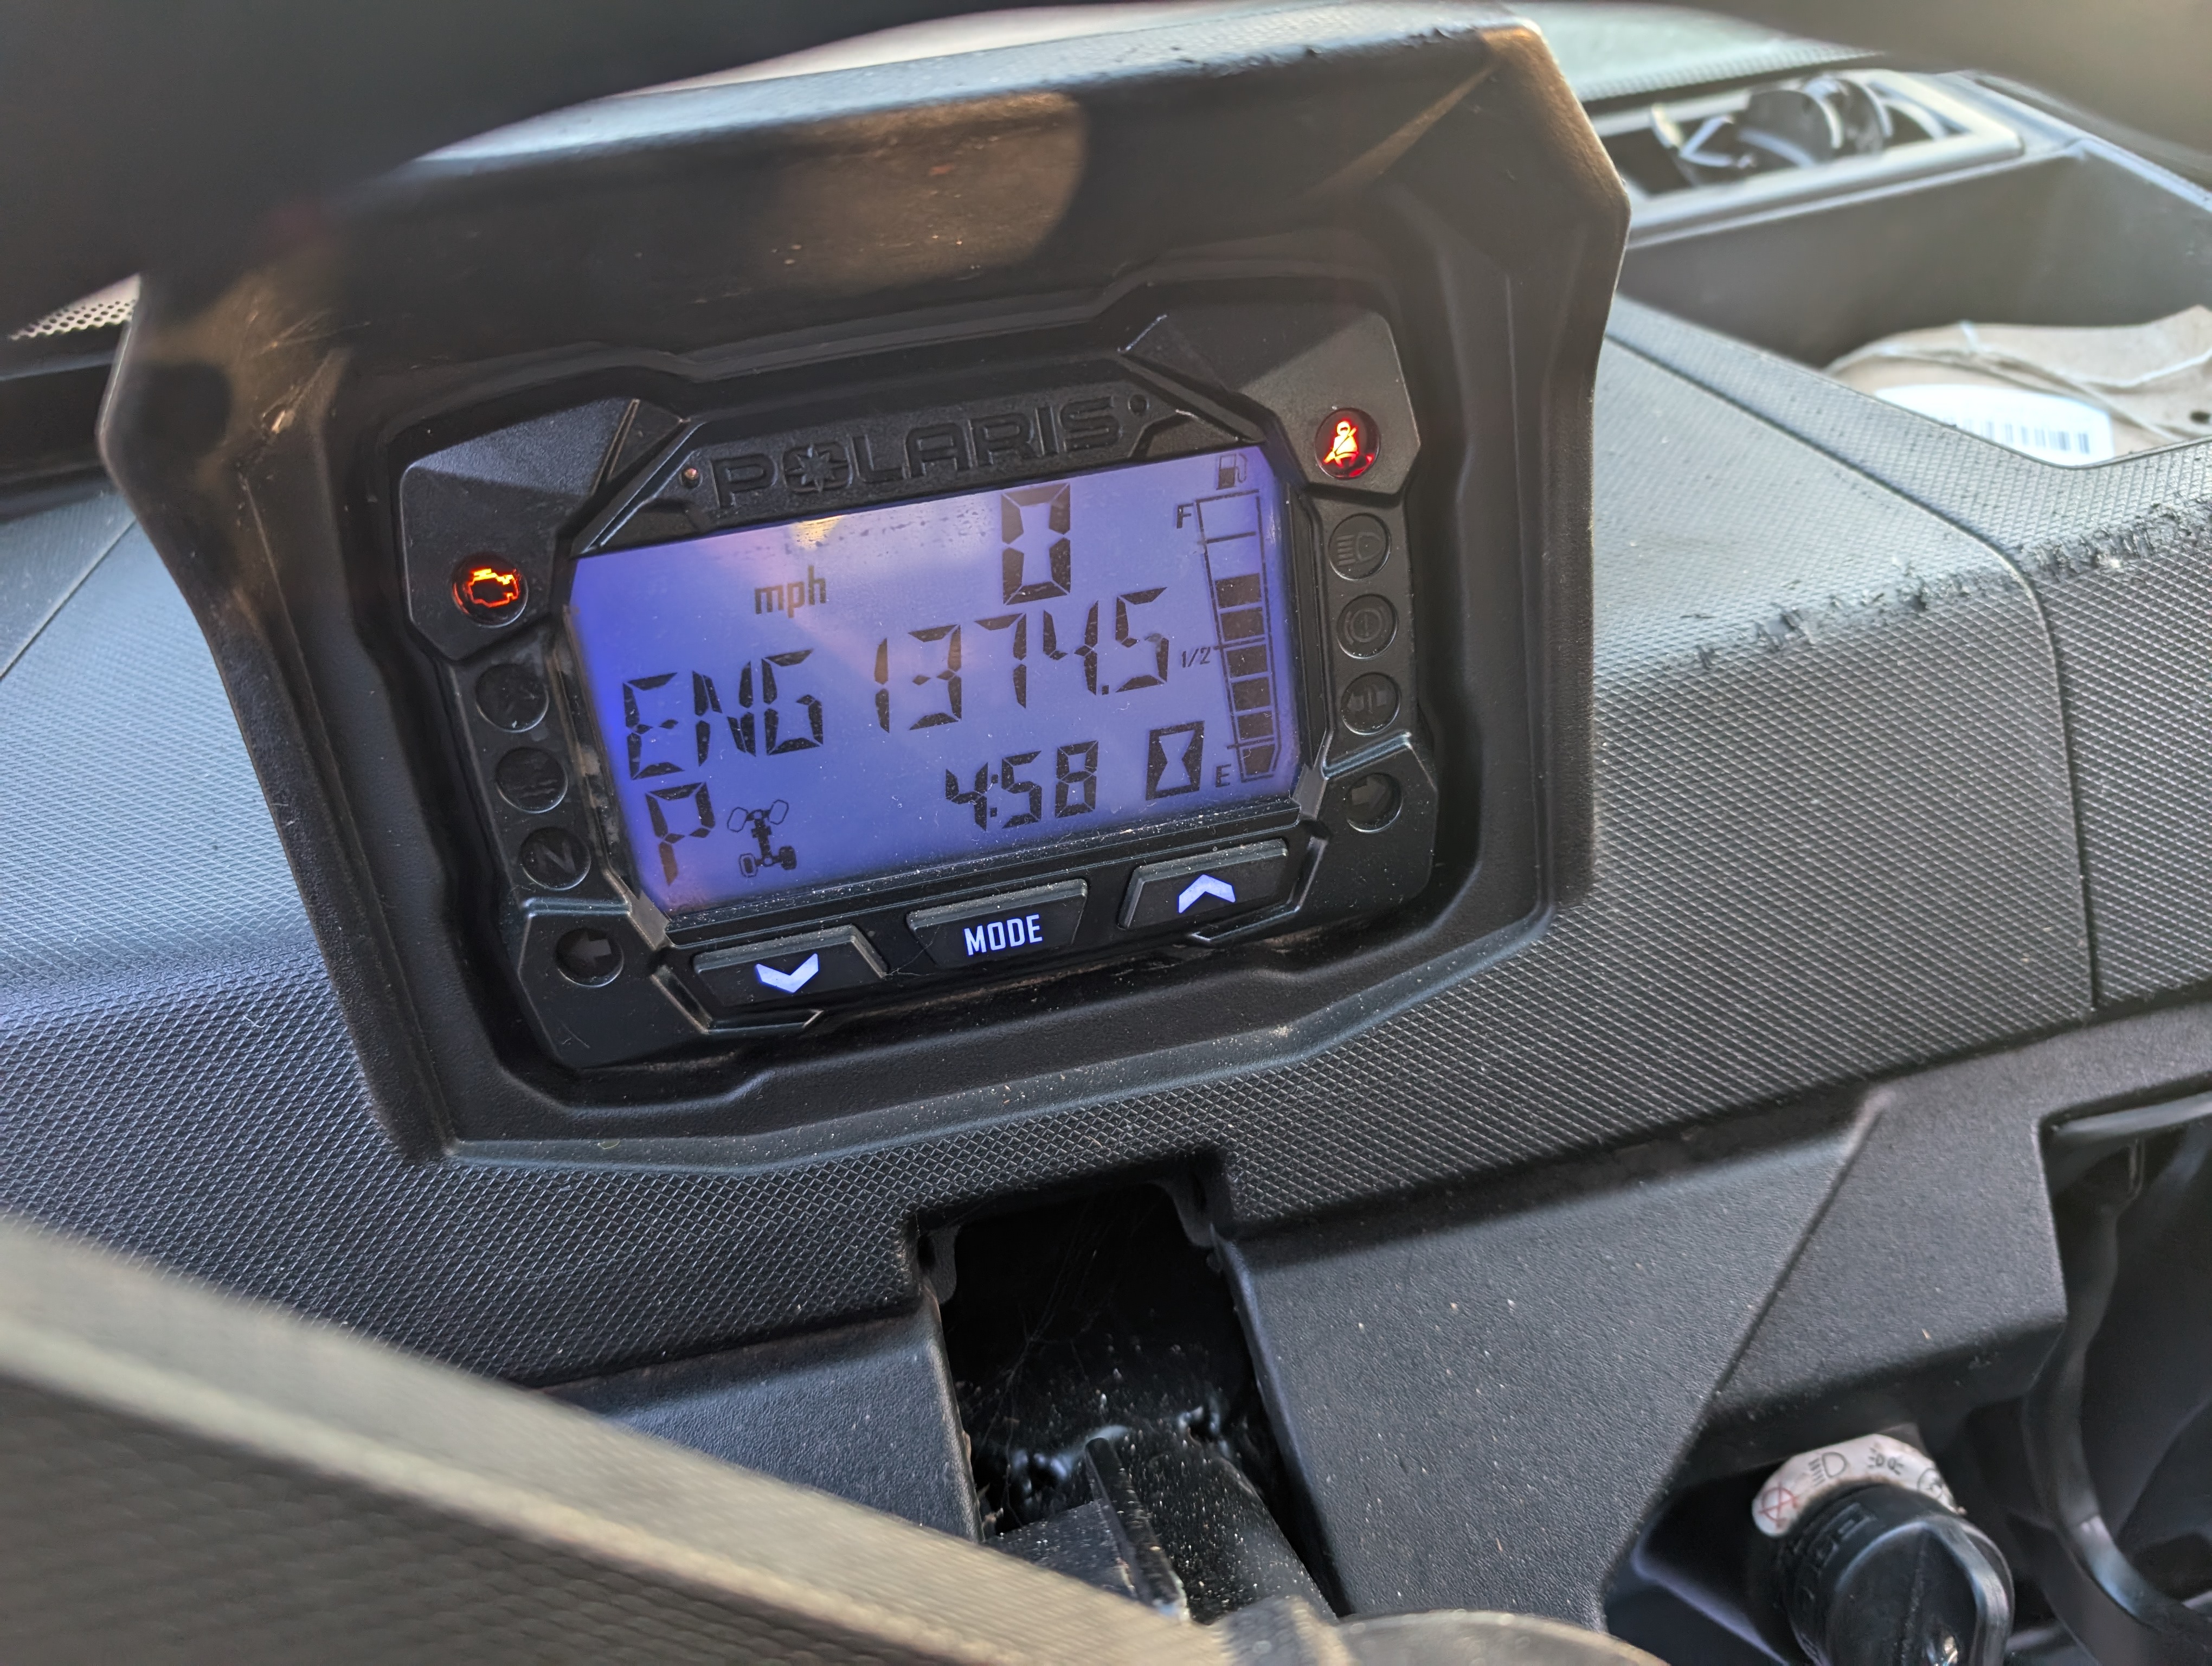 POLARIS
0
mph
F
ENG 1374.5
1/2
P
4:58
E
N
MODE